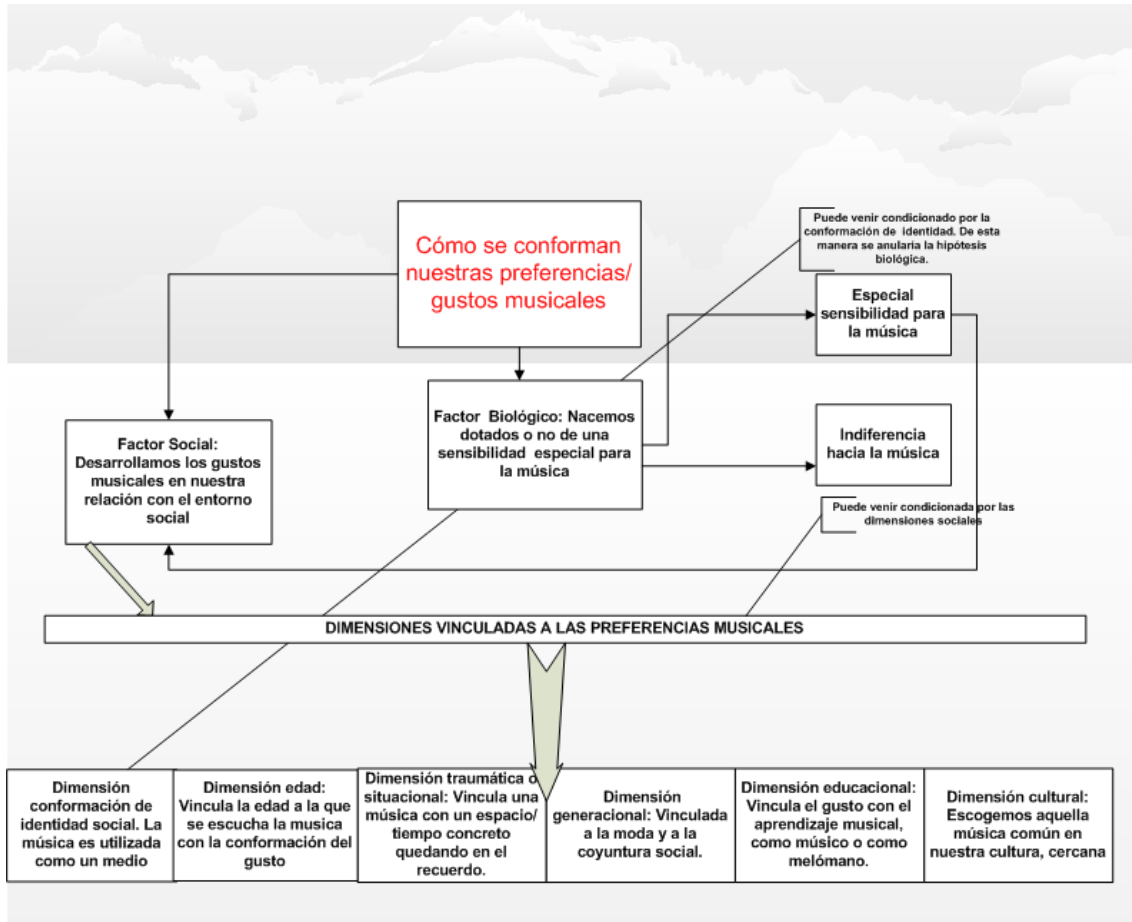 Cómo se conforman
nuestras preferencias/
gustos musicales
Puede venir condicionado por la
conformación de identidad. De esta
manera se anularía la hipótesis
biológica.
Especial
sensibilidad para
la música
Factor Biológico: Nacemos
dotados o no de una
sensibilidad especial para
la música
Factor Social:
Desarrollamos los gustos
musicales en nuestra
relación con el entorno
social
Indiferencia
hacia la música
Puede venir condicionada por las
dimensiones sociales
DIMENSIONES VINCULADAS A LAS PREFERENCIAS MUSICALES
Dimensión
conformación de
identidad social. La
música es utilizada
como un medio
Dimensión edad:
Vincula la edad a la que
se escucha la musica
con la conformación del
gusto
Dimensión traumática o
situacional: Vincula una
música con un espacio/
tiempo concreto
quedando en el
recuerdo.
Dimensión
generacional: Vinculada
a la moda y a la
coyuntura social.
Dimensión educacional:
Vincula el gusto con el
aprendizaje musical,
como músico o como
melómano.
Dimensión cultural:
Escogemos aquella
música común en
nuestra cultura, cercana